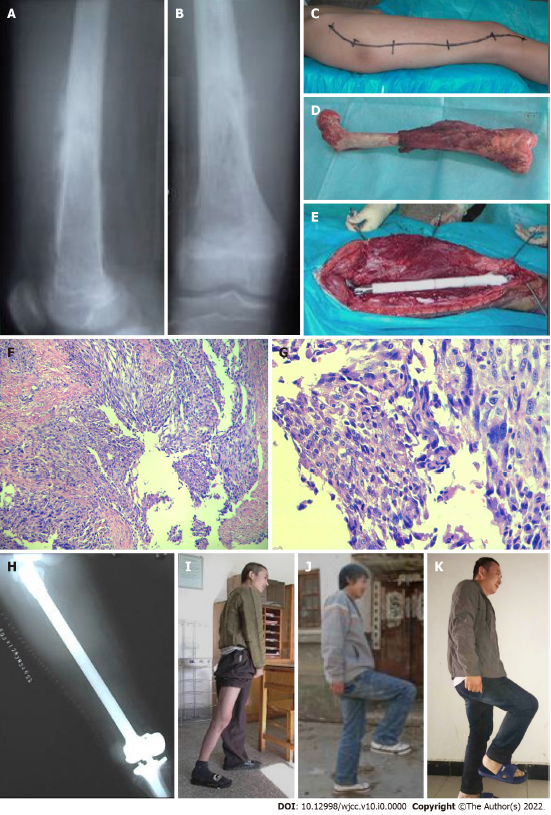 A
B
C
D
E
F
G
H
I
J
K
DOI: 10.12998/wjcc.v10.i0.0000 Copyright ©The Author(s) 2022.